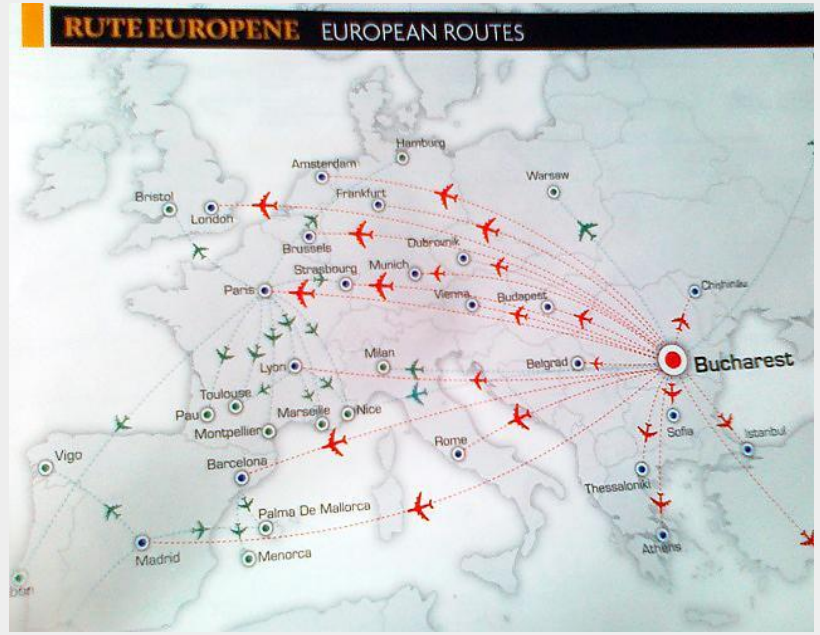 RUTE EUROPENE EUROPEAN ROUTES
Hamburg
Amsterdam
Warsaw
Frankfurt
Bristol
London
Brussels
Dubrovnik
Strasbourg
Munich
Paris
Vienna
Budapest
Chişinău
Milan
Belgrad
Bucharest
Lyon
Toulouse
Pau
Marseille
Nice
Montpellier
Sofia
Istanbul
Rome
Vigo
Barcelona
Thessaloniki
Palma De Mallorca
Athens
Madrid
Menorca